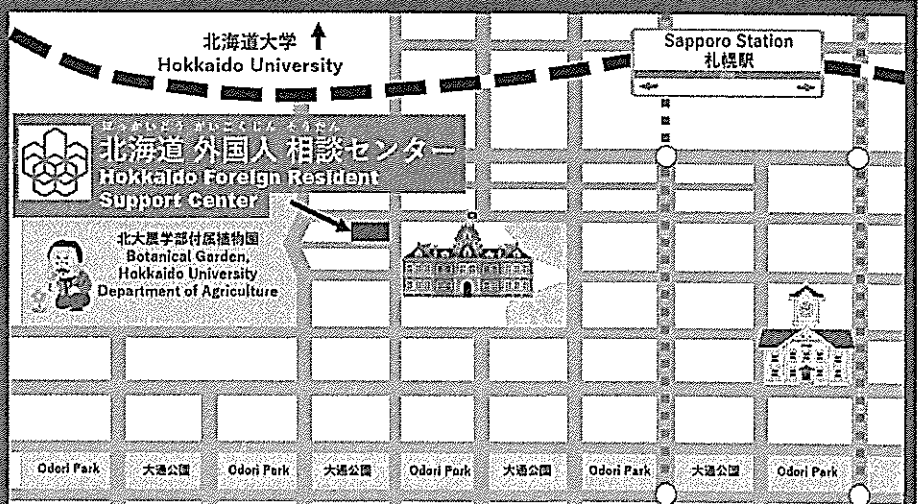 北海道大学
Hokkaido University
Sapporo Station
札幌駅
ほっかいどう がいこくじん そうだん
北海道 外国人 相談センター
Hokkaido Foreign Resident
Support Center
北大農学部付属植物園
Botanical Garden,
Hokkaido University
Department of Agriculture
Odori Park
大通公園
Odori Park
大通公園
Odori Park
大通公園
Odori Park
大通公園
Odori Park